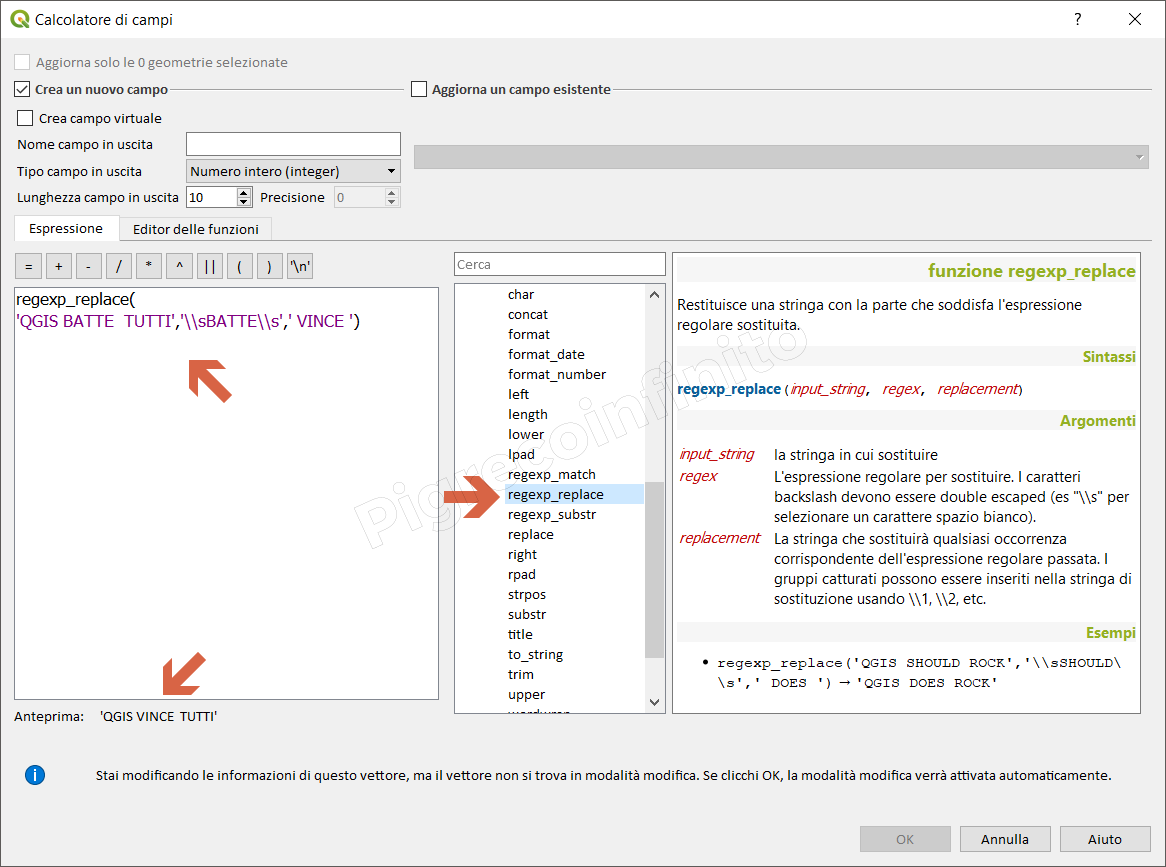 Calcolatore di campi
?
Aggiorna solo le 0 geometrie selezionate
Crea un nuovo campo
Aggiorna un campo esistente
Crea campo virtuale
Nome campo in uscita
Tipo campo in uscita Numero intero (integer)
Lunghezza campo in uscita 10 Precisione 0
Espressione Editor delle funzioni
= + - / * ^ || ( ) '\n'
regexp_replace(
'QGIS BATTE  TUTTI','\\sBATTE\\s',' VINCE ')
Anteprima: 'QGIS VINCE  TUTTI'
Cerca
char
concat
format
format_date
format_number
left
length
lower
lpad
regexp_match
regexp_replace
regexp_substr
replace
right
rpad
strpos
substr
title
to_string
trim
upper
wordwrap
Pigrecoinfinito
funzione regexp_replace
Restituisce una stringa con la parte che soddisfa l'espressione
regolare sostituita.
Sintassi
regexp_replace (input_string, regex, replacement)
Argomenti
input_string la stringa in cui sostituire
regex L'espressione regolare per sostituire. I caratteri
backslash devono essere double escaped (es "\\s" per
selezionare un carattere spazio bianco).
replacement La stringa che sostituirà qualsiasi occorrenza
corrispondente dell'espressione regolare passata. I
gruppi catturati possono essere inseriti nella stringa di
sostituzione usando \\1, \\2, etc.
Esempi
• regexp_replace('QGIS SHOULD ROCK','\\sSHOULD\
\s',' DOES ') → 'QGIS DOES ROCK'
i
Stai modificando le informazioni di questo vettore, ma il vettore non si trova in modalità modifica. Se clicchi OK, la modalità modifica verrà attivata automaticamente.
OK Annulla Aiuto